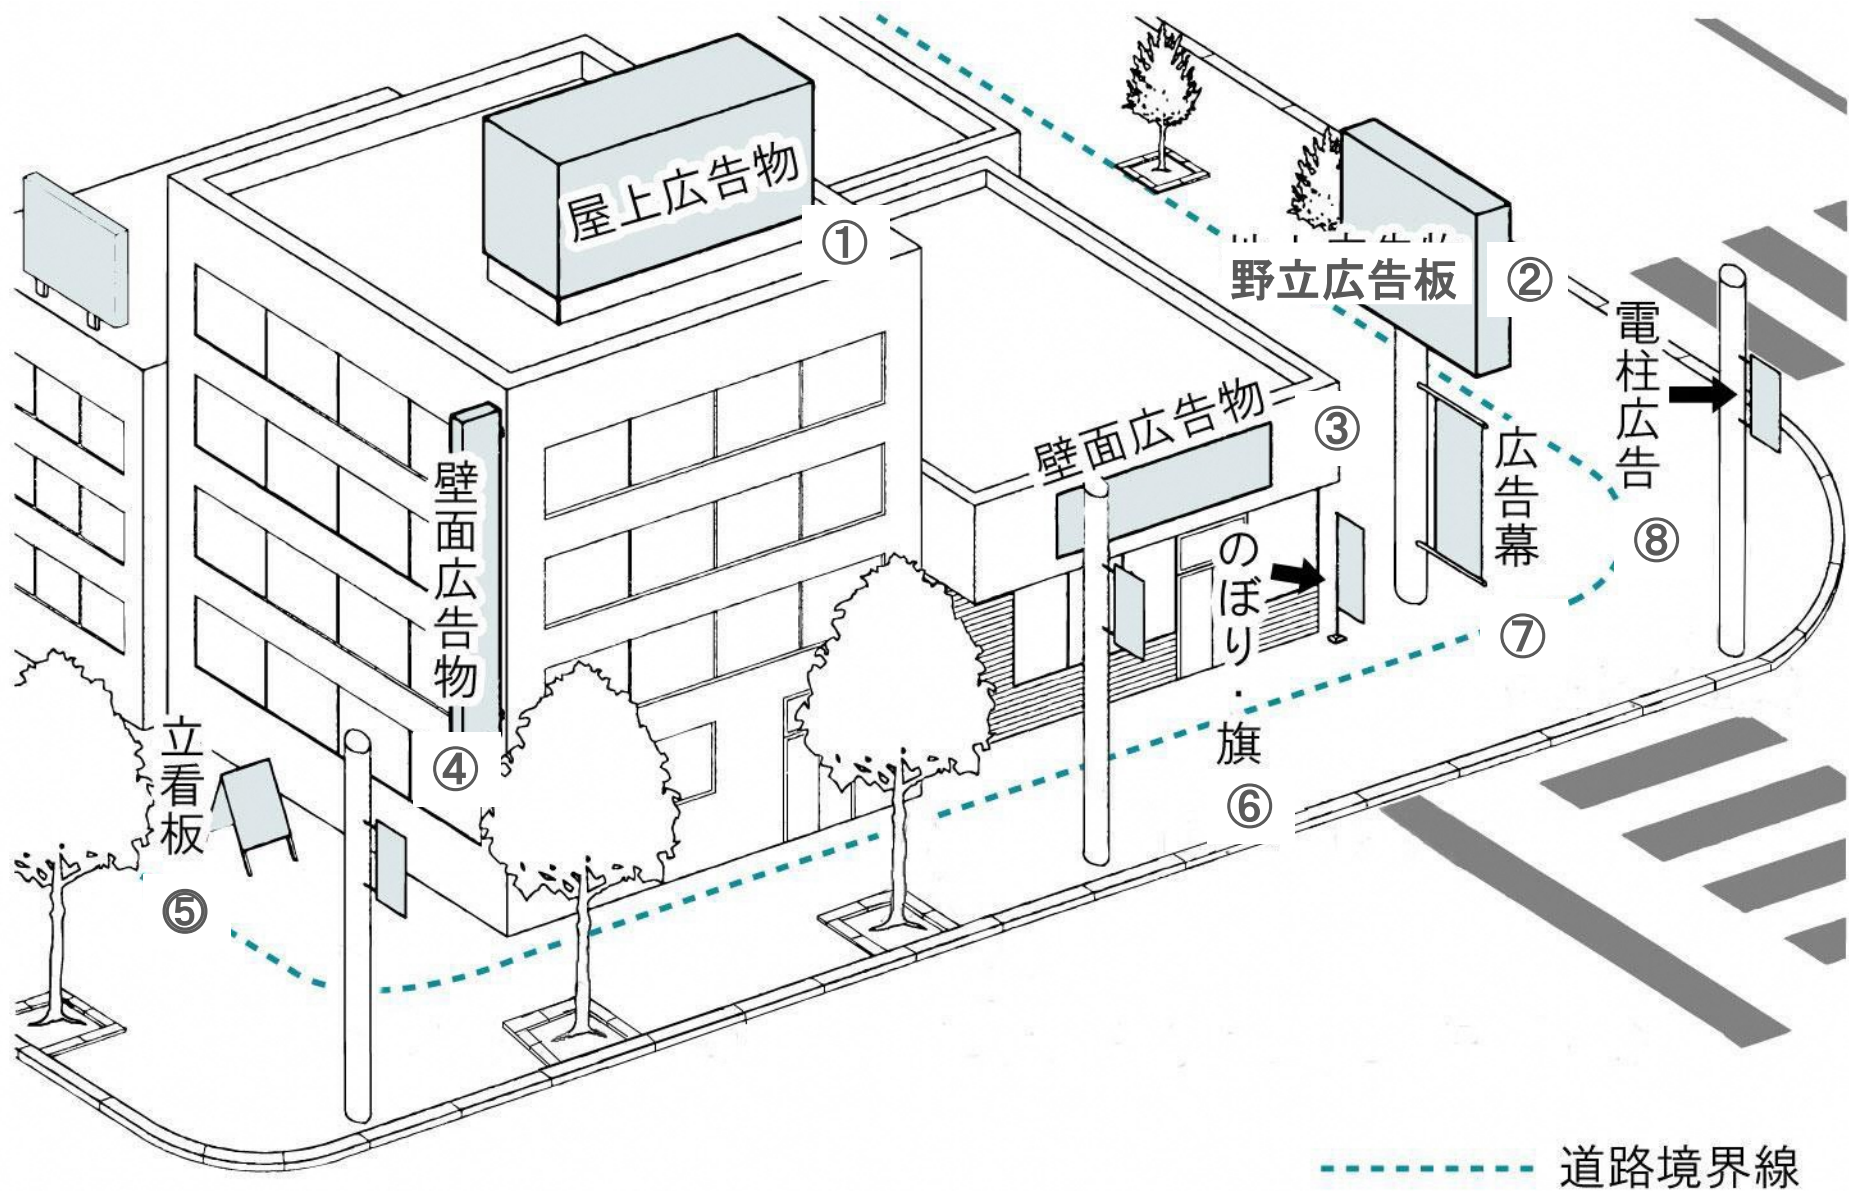 屋上広告物
①
野立広告板
②
電柱広告
壁面広告物
③
広告幕
⑧
壁面広告物
のぼり・旗
⑦
立看板
④
⑥
⑤
道路境界線